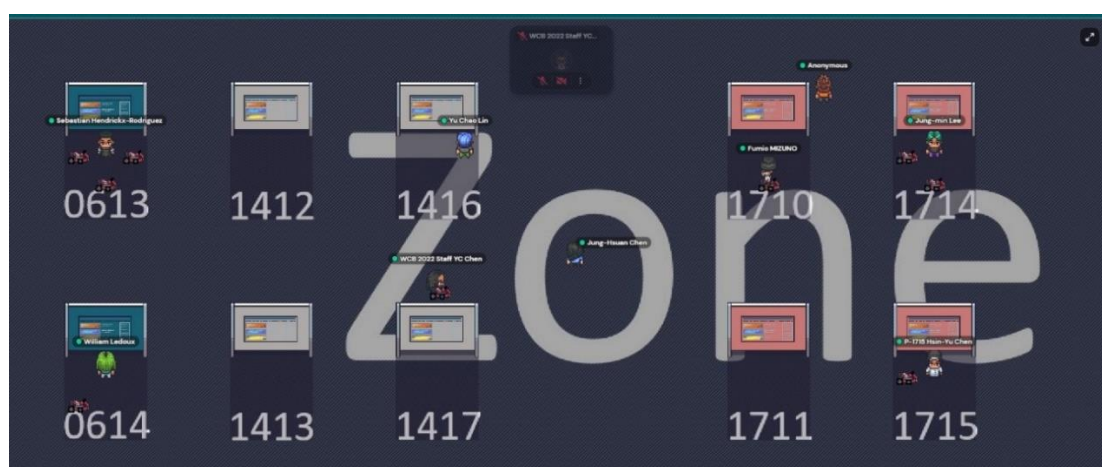 WCB 2022 Staff YC...
Anonymous
Sebastian Hendrickx-Rodriguez
Yu Chao Lin
Jung-min Lee
Fumio MIZUNO
0613
1412
1416
1710
1714
Zone
Jung-Hsuan Chen
WCB 2022 Staff YC Chen
William Ledoux
P-1715 Hsin-Yu Chen
0614
1413
1417
1711
1715